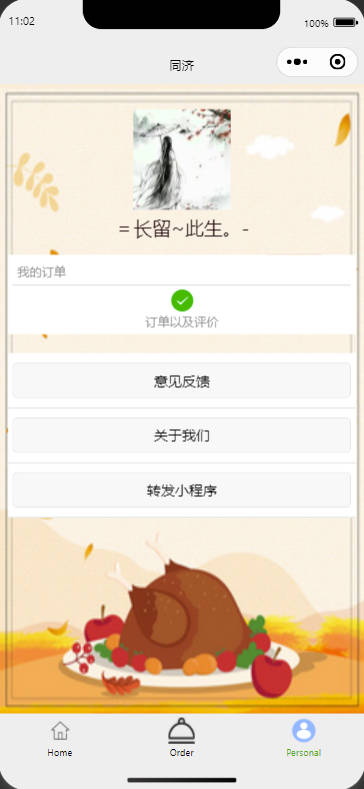 11:02
100%
同济
=长留~此生。-
我的订单
订单以及评价
意见反馈
关于我们
转发小程序
Home
Order
Personal